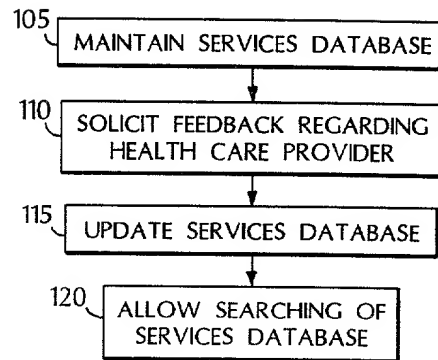 105
MAINTAIN SERVICES DATABASE
110
SOLICIT FEEDBACK REGARDING
HEALTH CARE PROVIDER
115
UPDATE SERVICES DATABASE
120
ALLOW SEARCHING OF
SERVICES DATABASE